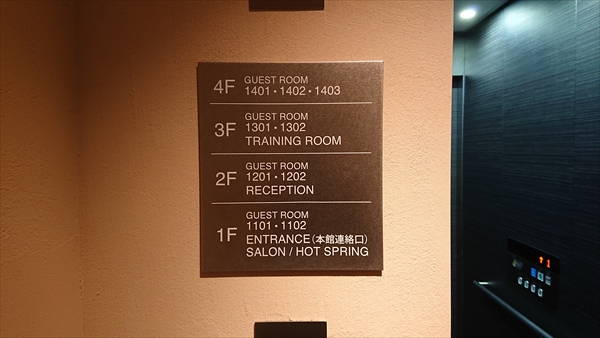 4F
GUEST ROOM
1401・1402・1403
3F
GUEST ROOM
1301・1302
TRAINING ROOM
2F
GUEST ROOM
1201・1202
RECEPTION
1F
GUEST ROOM
1101・1102
ENTRANCE（本館連絡口）
SALON / HOT SPRING
1